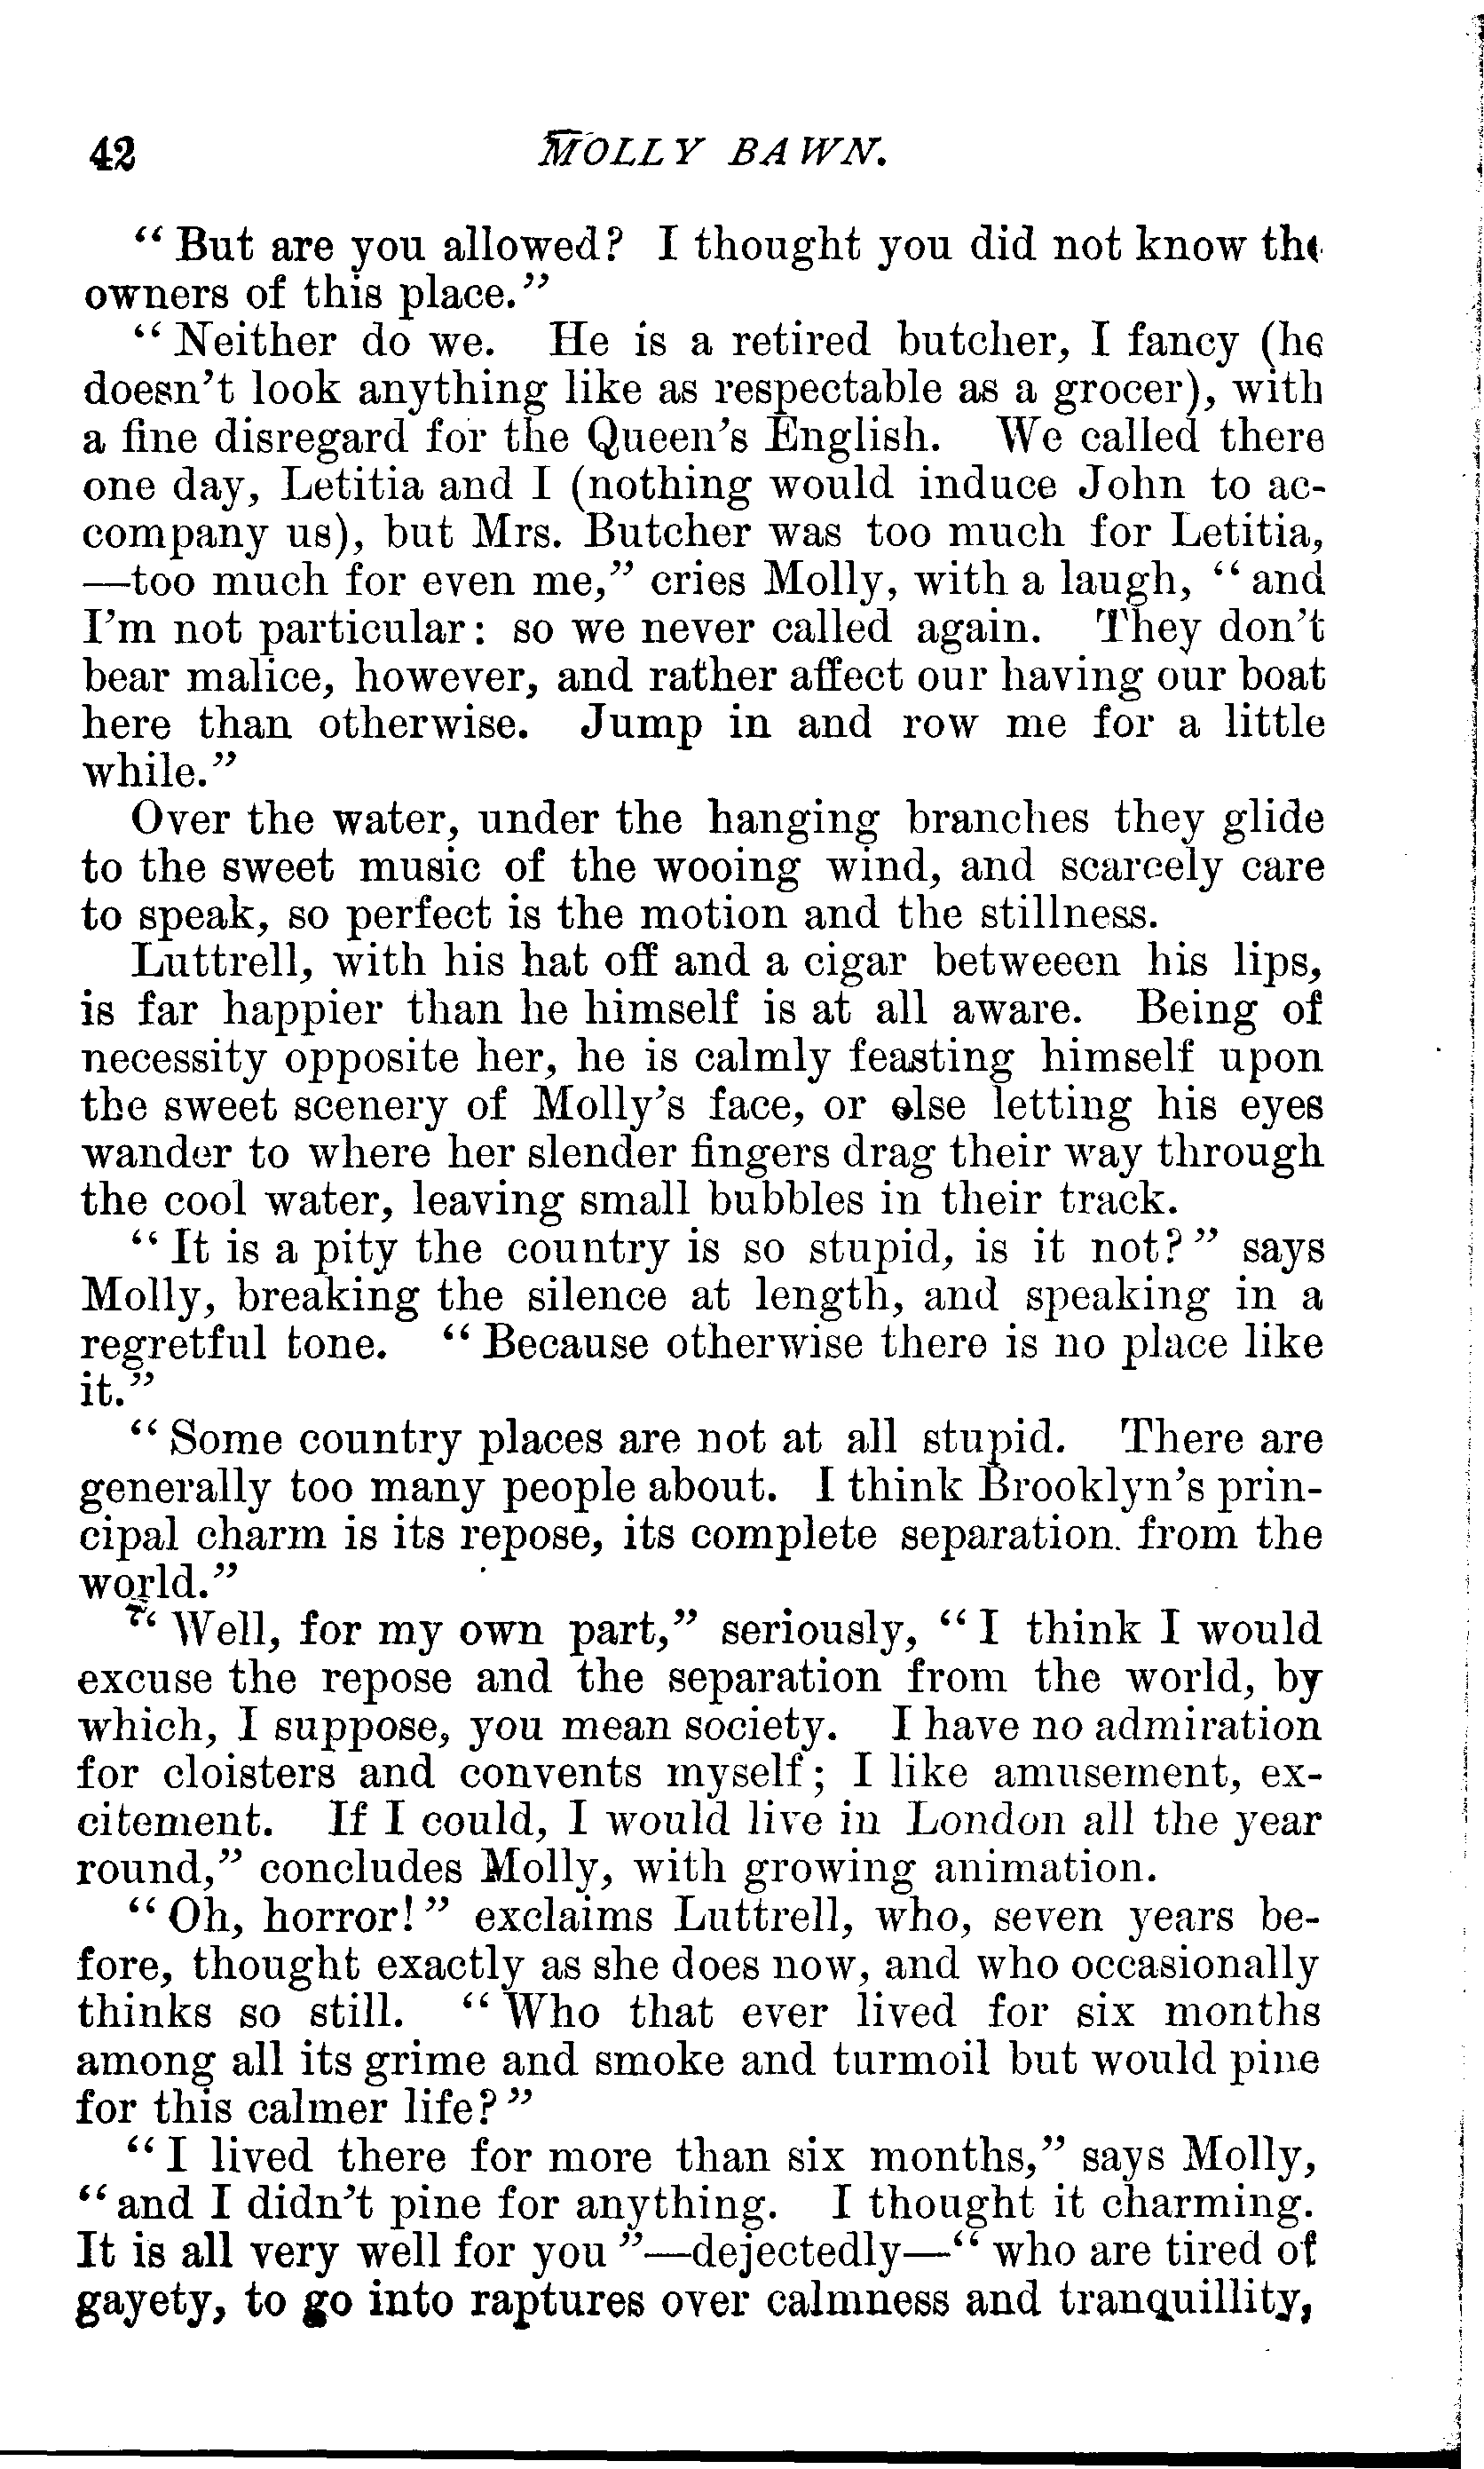 42 MOLLY BAWN.
“But are you allowed? I thought you did not know the
owners of this place.”
“Neither do we. He is a retired butcher, I fancy (he
doesn’t look anything like as respectable as a grocer), with
a fine disregard for the Queen’s English. We called there
one day, Letitia and I (nothing would induce John to ac-
company us), but Mrs. Butcher was too much for Letitia,
—too much for even me,” cries Molly, with a laugh, “and
I’m not particular: so we never called again. They don’t
bear malice, however, and rather affect our having our boat
here than otherwise. Jump in and row me for a little
while.”
Over the water, under the hanging branches they glide
to the sweet music of the wooing wind, and scarcely care
to speak, so perfect is the motion and the stillness.
Luttrell, with his hat off and a cigar betweeen his lips,
is far happier than he himself is at all aware. Being of
necessity opposite her, he is calmly feasting himself upon
the sweet scenery of Molly’s face, or else letting his eyes
wander to where her slender fingers drag their way through
the cool water, leaving small bubbles in their track.
“It is a pity the country is so stupid, is it not?” says
Molly, breaking the silence at length, and speaking in a
regretful tone. “Because otherwise there is no place like
it.”
“Some country places are not at all stupid. There are
generally too many people about. I think Brooklyn’s prin-
cipal charm is its repose, its complete separation. from the
world.”
“Well, for my own part,” seriously, “I think I would
excuse the repose and the separation from the world, by
which, I suppose, you mean society. I have no admiration
for cloisters and convents myself; I like amusement, ex-
citement. If I could, I would live in London all the year
round,” concludes Molly, with growing animation.
“Oh, horror!” exclaims Luttrell, who, seven years be-
fore, thought exactly as she does now, and who occasionally
thinks so still. “Who that ever lived for six months
among all its grime and smoke and turmoil but would pine
for this calmer life?”
“I lived there for more than six months,” says Molly,
“and I didn’t pine for anything. I thought it charming.
It is all very well for you”—dejectedly—“who are tired of
gayety, to go into raptures over calmness and tranquillity,